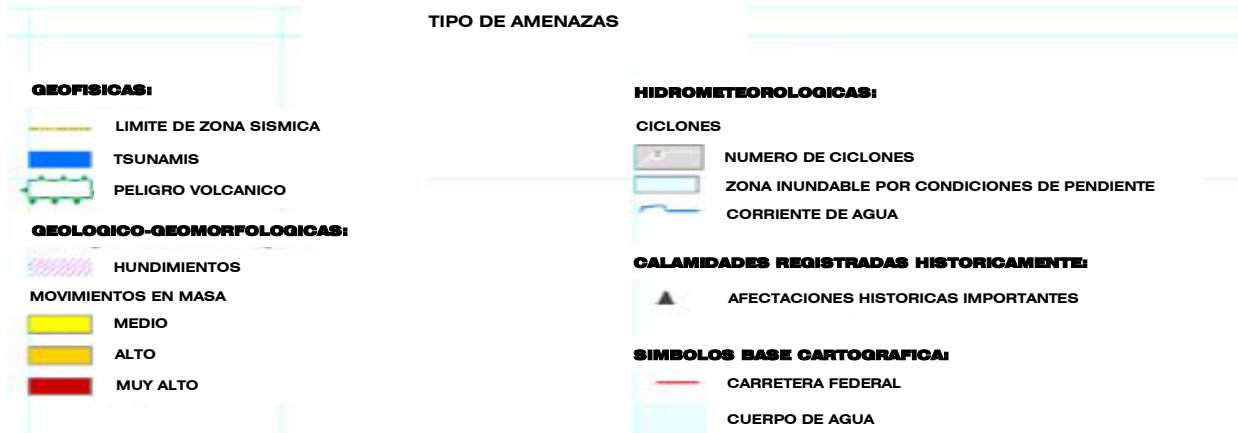 TIPO DE AMENAZAS
GEOFISICAS:
LIMITE DE ZONA SISMICA
TSUNAMIS
PELIGRO VOLCANICO
GEOLOGICO-GEOMORFOLOGICAS:
HUNDIMIENTOS
MOVIMIENTOS EN MASA
MEDIO
ALTO
MUY ALTO
HIDROMETEOROLOGICAS:
CICLONES
NUMERO DE CICLONES
ZONA INUNDABLE POR CONDICIONES DE PENDIENTE
CORRIENTE DE AGUA
CALAMIDADES REGISTRADAS HISTORICAMENTE:
AFECTACIONES HISTORICAS IMPORTANTES
SIMBOLOS BASE CARTOGRAFICA:
CARRETERA FEDERAL
CUERPO DE AGUA